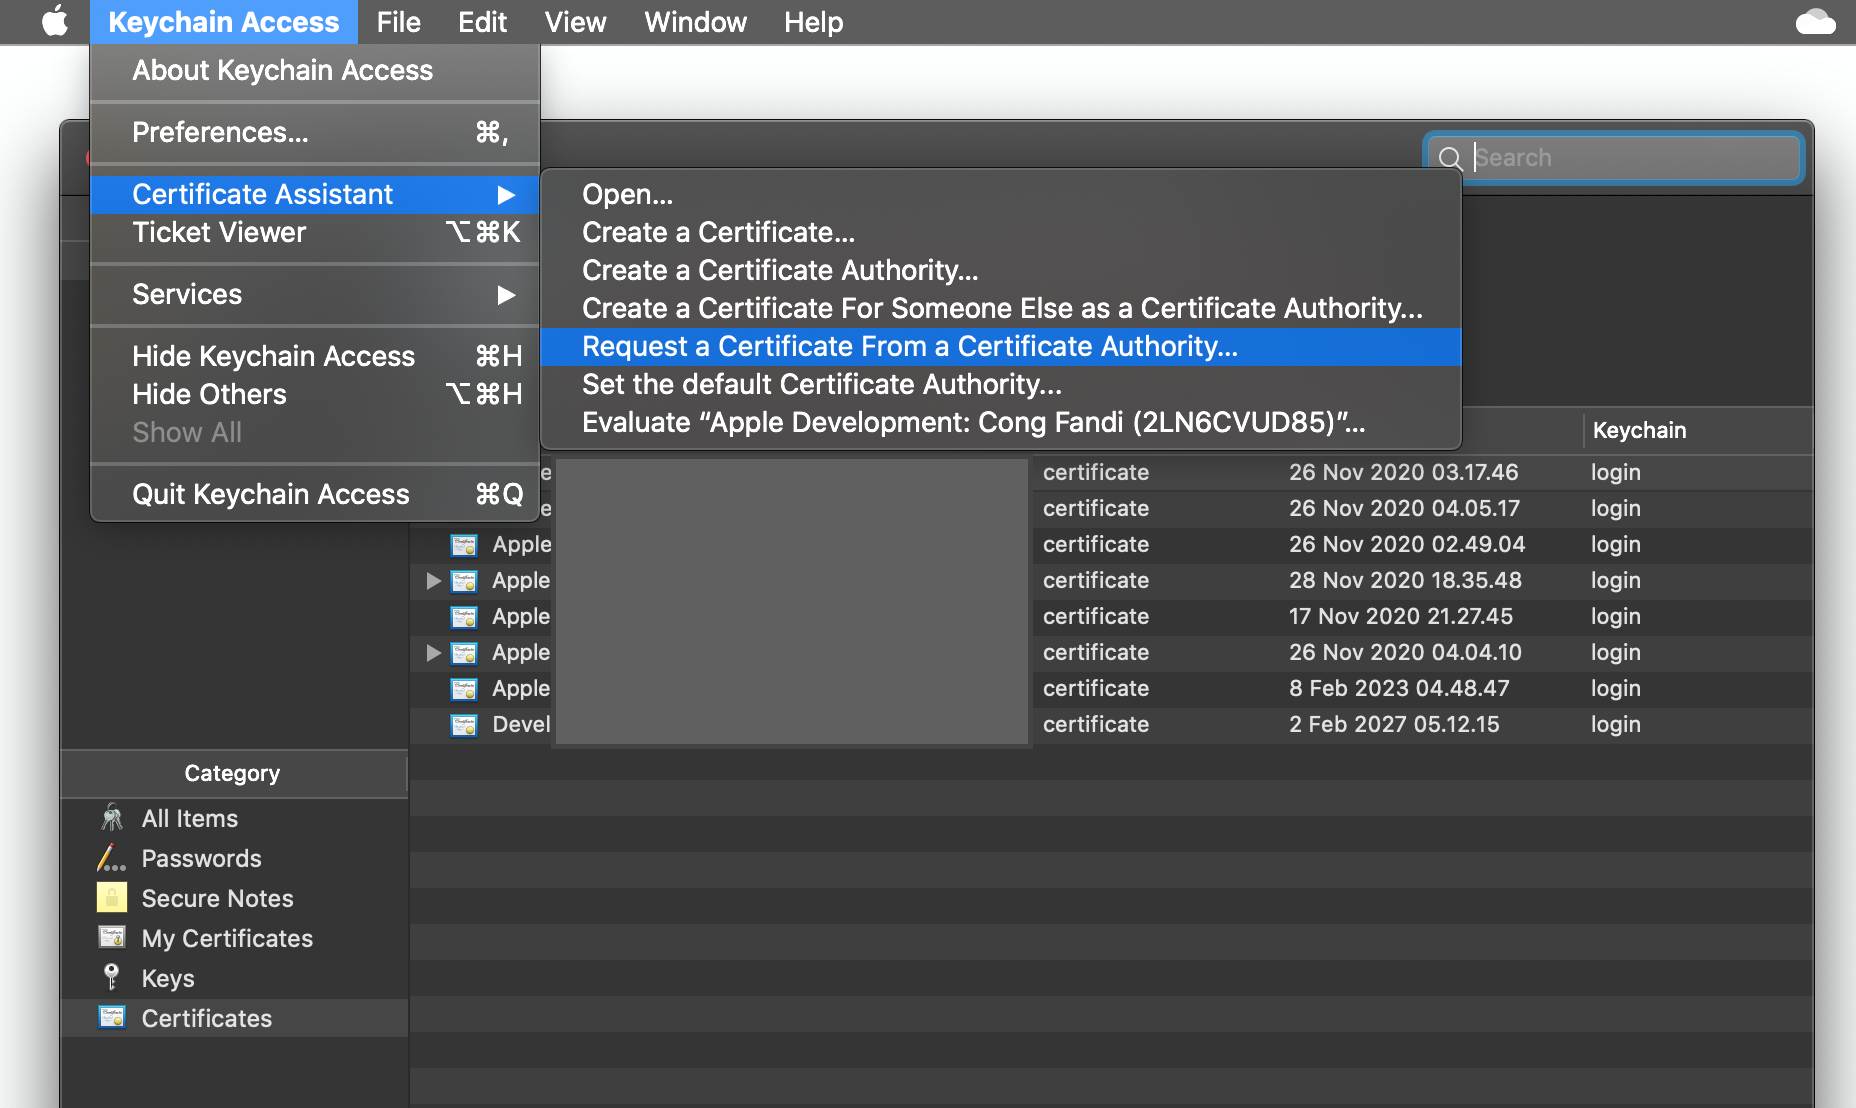 Keychain Access File Edit View Window Help
About Keychain Access
Preferences... ⌘,
Search
Certificate Assistant ▶
Ticket Viewer ⌥⌘K
Services ▶
Hide Keychain Access ⌘H
Hide Others ⌥⌘H
Show All
Quit Keychain Access ⌘Q
Open...
Create a Certificate...
Create a Certificate Authority...
Create a Certificate For Someone Else as a Certificate Authority...
Request a Certificate From a Certificate Authority...
Set the default Certificate Authority...
Evaluate “Apple Development: Cong Fandi (2LN6CVUD85)”...
Keychain
e certificate 26 Nov 2020 03.17.46 login
e certificate 26 Nov 2020 04.05.17 login
Apple certificate 26 Nov 2020 02.49.04 login
Apple certificate 28 Nov 2020 18.35.48 login
Apple certificate 17 Nov 2020 21.27.45 login
Apple certificate 26 Nov 2020 04.04.10 login
Apple certificate 8 Feb 2023 04.48.47 login
Devel certificate 2 Feb 2027 05.12.15 login
Category
All Items
Passwords
Secure Notes
My Certificates
Keys
Certificates